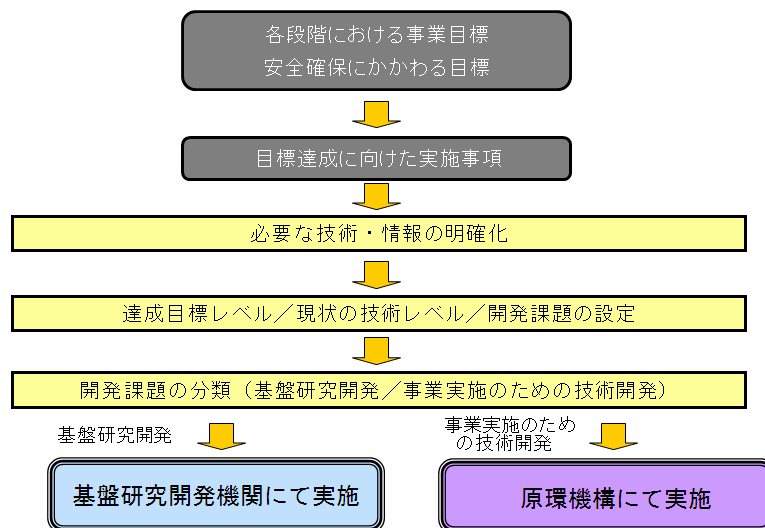 各段階における事業目標
安全確保にかかわる目標
目標達成に向けた実施事項
必要な技術・情報の明確化
達成目標レベル／現状の技術レベル／開発課題の設定
開発課題の分類（基盤研究開発／事業実施のための技術開発）
基盤研究開発
事業実施のため
の技術開発
基盤研究開発機関にて実施
原環機構にて実施